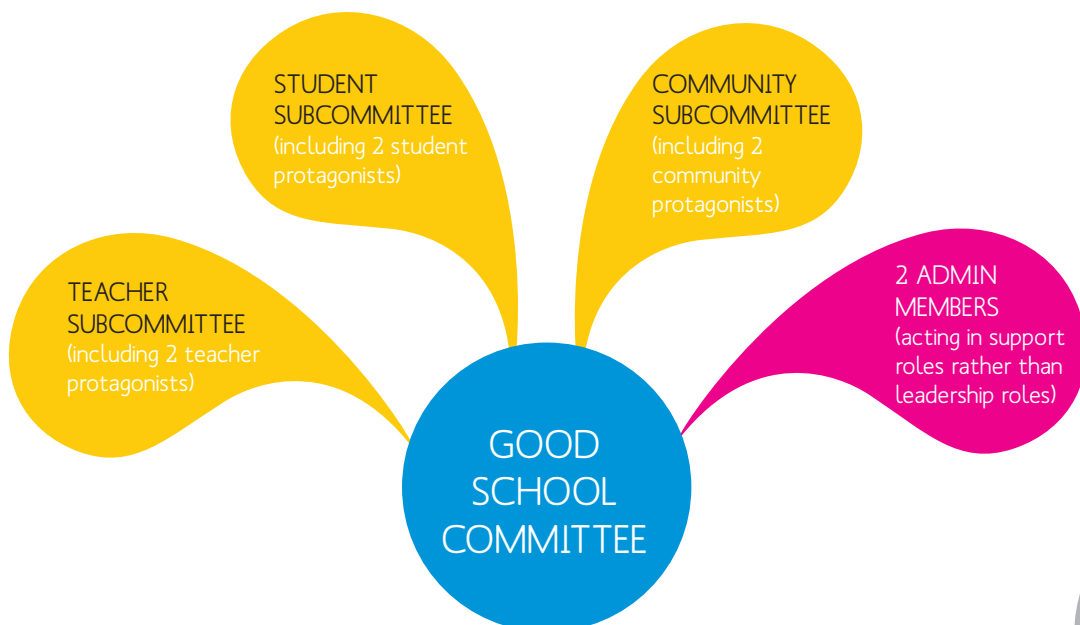 STUDENT
SUBCOMMITTEE
(including 2 student
protagonists)
COMMUNITY
SUBCOMMITTEE
(including 2
community
protagonists)
TEACHER
SUBCOMMITTEE
(including 2 teacher
protagonists)
2 ADMIN
MEMBERS
(acting in support
roles rather than
leadership roles)
GOOD
SCHOOL
COMMITTEE